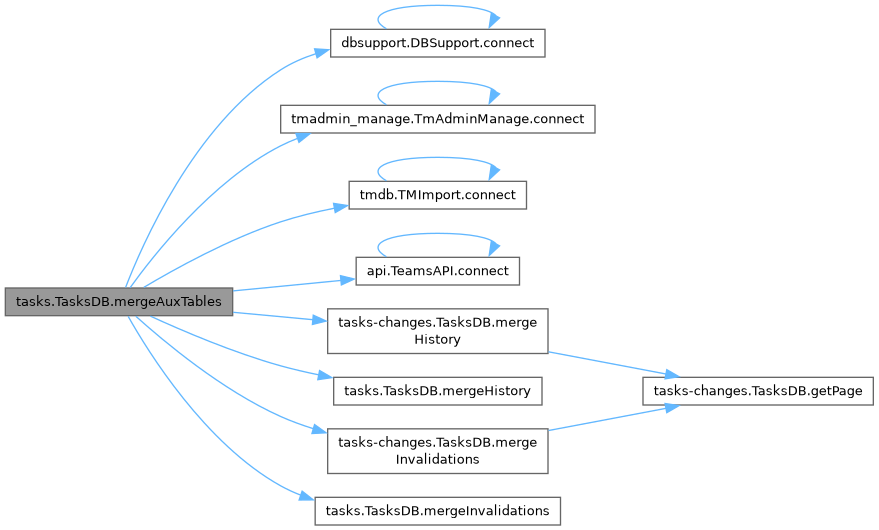 dbsupport.DBSupport.connect
tmadmin_manage.TmAdminManage.connect
tmdb.TMImport.connect
api.TeamsAPI.connect
tasks.TasksDB.mergeAuxTables
tasks-changes.TasksDB.merge
History
tasks.TasksDB.mergeHistory
tasks-changes.TasksDB.getPage
tasks-changes.TasksDB.merge
Invalidations
tasks.TasksDB.mergeInvalidations